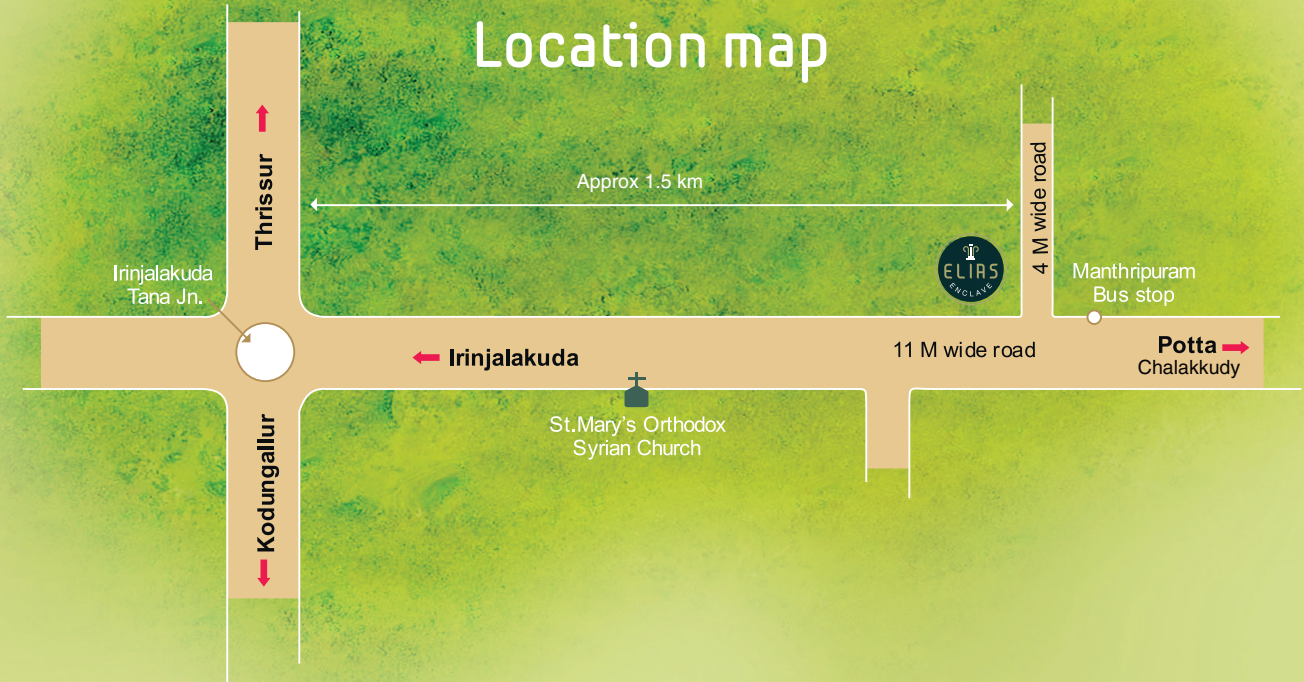 Location map
Thrissur
Approx 1.5 km
4 M wide road
Irinjalakuda
Tana Jn.
ELIAS
ENCLAVE
Manthripuram
Bus stop
Irinjalakuda
11 M wide road
Potta
Chalakkudy
St.Mary's Orthodox
Syrian Church
Kodungallur